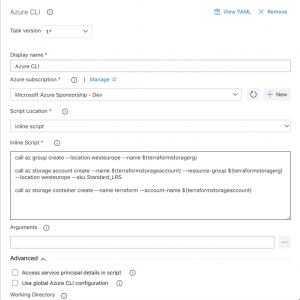 Azure CLI
View YAML
Remove
Task version 1.*
Display name *
Azure CLI
Azure subscription * | Manage
Microsoft Azure Sponsorship - Dev
New
Script Location *
Inline script
Inline Script *
call az group create --location westeurope --name $(terraformstoragerg)
call az storage account create --name $(terraformstorageaccount) --resource-group $(terraformstoragerg)
--location westeurope --sku Standard_LRS
call az storage container create --name terraform --account-name $(terraformstorageaccount)
Arguments
Advanced
Access service principal details in script
Use global Azure CLI configuration
Working Directory